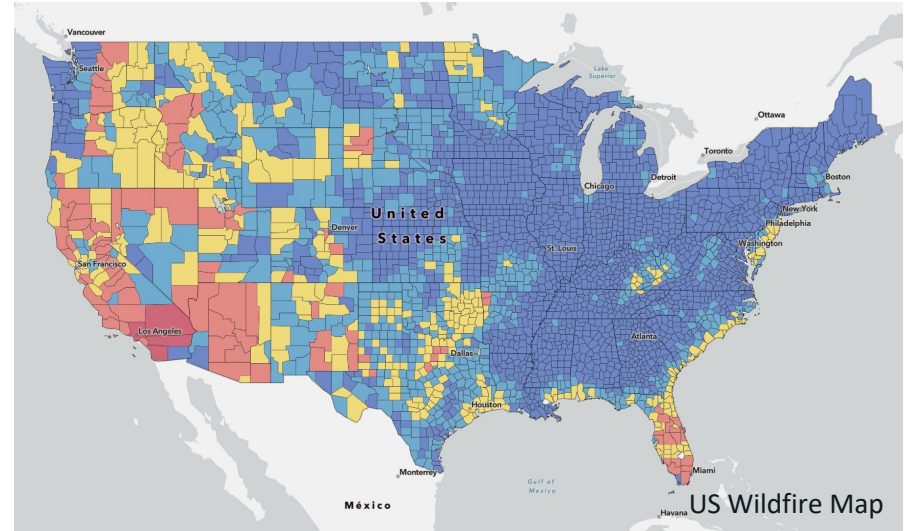 Vancouver
Seattle
Lake
Superior
Ottawa
Toronto
Boston
Detroit
Chicago
New York
Philadelphia
United
States
Denver
Washington
St. Louis
San Francisco
Los Angeles
Atlanta
Dallas
Houston
Miami
Monterrey
Gulf of
Mexico
México
Havana
US Wildfire Map